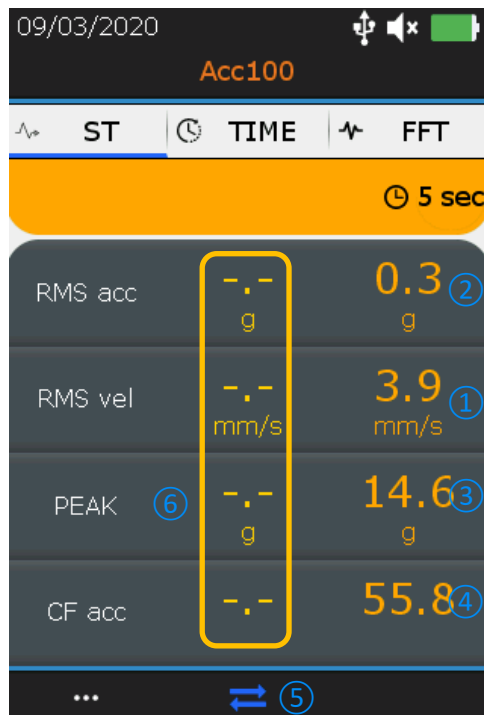 09/03/2020
Acc100
ST TIME FFT
5 sec
RMS acc -.- g 0.3 g ②
RMS vel -.- mm/s 3.9 mm/s ①
PEAK ⑥ -.- g 14.6 g ③
CF acc -.- 55.8 ④
... ⑤